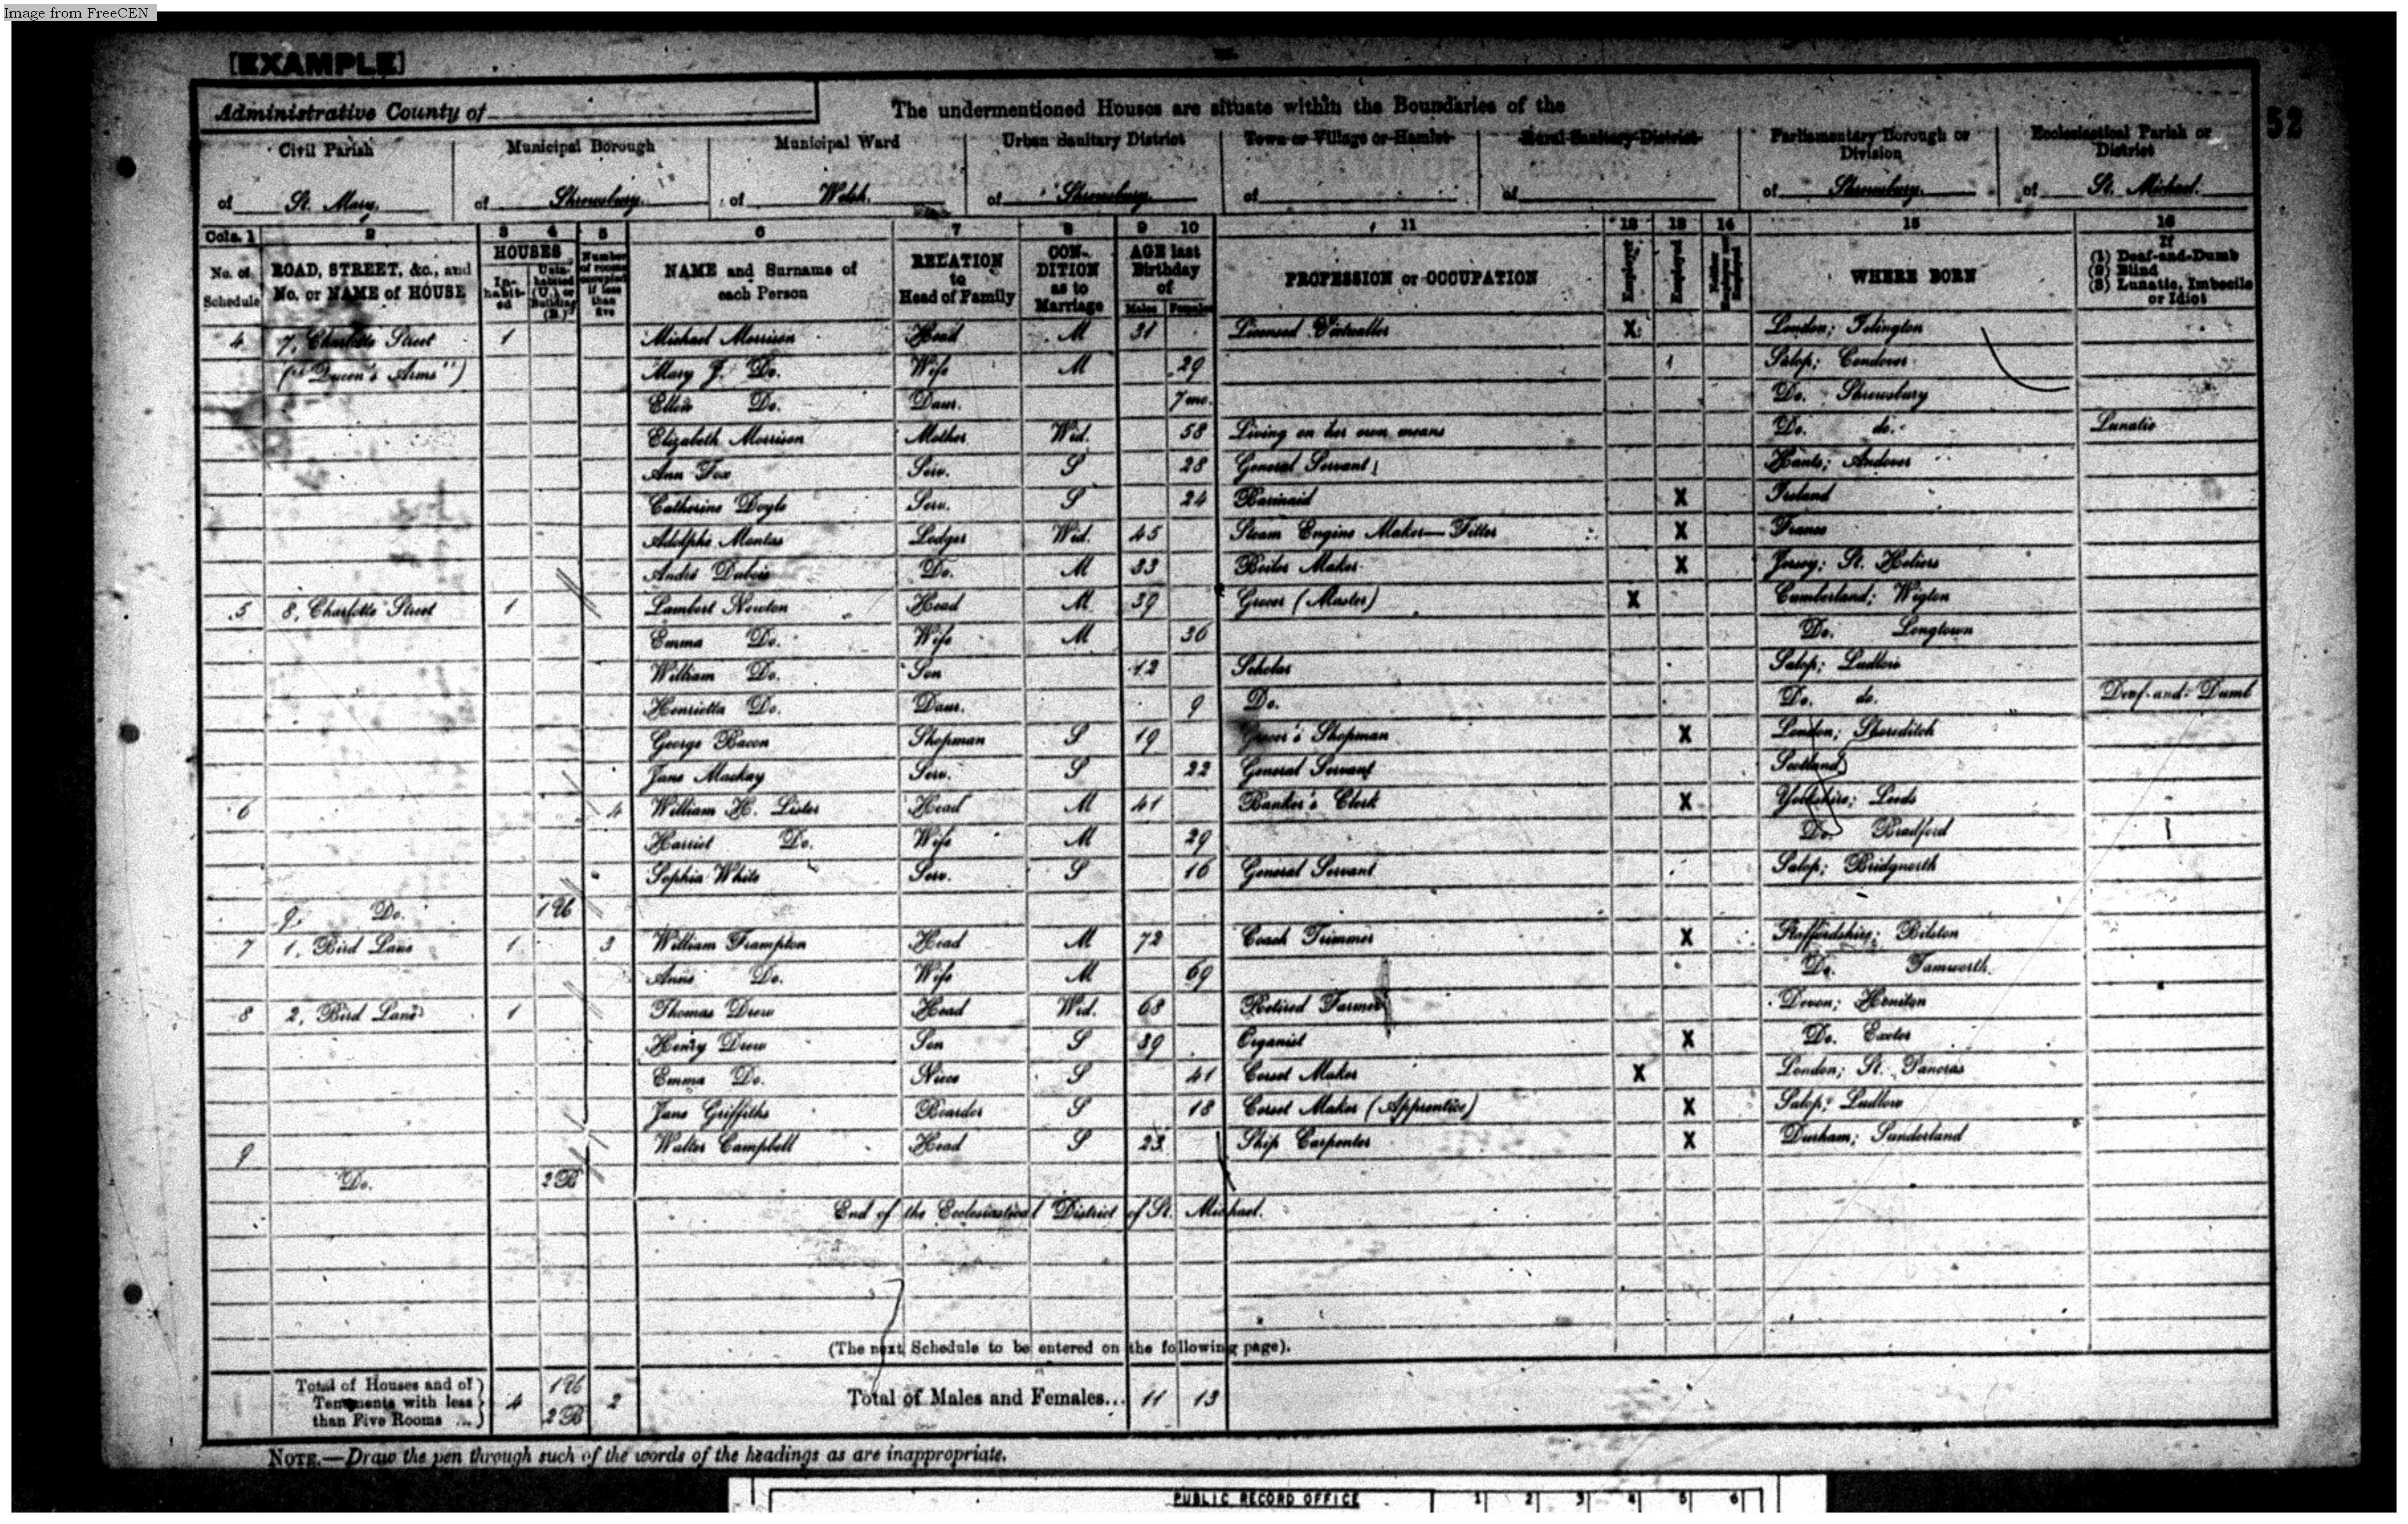 Image from FreeCEN
[EXAMPLE]
Administrative County of
The undermentioned Houses are situate within the Boundaries of the
52
Civil Parish Municipal Borough Municipal Ward Urban Sanitary District Town or Village or Hamlet Rural Sanitary District Parliamentary Borough or Division Ecclesiastical Parish or District
of St. Mary. of Shrewsbury. of Welsh. of Shrewsbury. of of of Shrewsbury. of St. Michael.
Cols. 1 2 3 4 5 6 7 8 9 10 11 12 13 14 15 16
No. of Schedule ROAD, STREET, &c., and No. or NAME of HOUSE HOUSES In-habit-ed Unin-habited (U.) or Building (B.) Number of rooms occupied if less than five NAME and Surname of each Person RELATION to Head of Family CON-DITION as to Marriage AGE last Birthday of Males Females PROFESSION or OCCUPATION Employer Employed Neither Employer nor Employed WHERE BORN If (1) Deaf-and-Dumb (2) Blind (3) Lunatic, Imbecile or Idiot
4 7, Charlotte Street 1 Michael Morrison Head M 31 Licensed Victualler X London; Islington
("Queen's Arms") Mary J. Do. Wife M 29 Salop; Condover
Ellen Do. Daur. 7 mo. Do. Shrewsbury
Elizabeth Morrison Mother Wid. 58 Living on her own means Do. do. Lunatic
Ann Fox Serv. S 28 General Servant Hants; Andover
Catherine Doyle Serv. S 24 Barmaid X Ireland
Adolphe Mantas Lodger Wid. 45 Steam Engine Maker—Fitter X France
André Dubois Do. M 33 Boiler Maker X Jersey; St. Heliers
5 8, Charlotte Street 1 Lambert Newton Head M 39 Grocer (Master) X Cumberland; Wigton
Emma Do. Wife M 36 Do. Longtown
William Do. Son 12 Scholar Salop; Ludlow
Henrietta Do. Daur. 9 Do. Do. do. Deaf-and-Dumb
George Bacon Shopman S 19 Grocer's Shopman X London; Shoreditch
Jane Mackay Serv. S 22 General Servant Scotland
6 4 William H. Lister Head M 41 Banker's Clerk X Yorkshire; Leeds
Harriet Do. Wife M 29 Do. Bradford
Sophia White Serv. S 16 General Servant Salop; Bridgnorth
9, Do. 1 U
7 1, Bird Lane 1 3 William Frampton Head M 72 Coach Trimmer X Staffordshire; Bilston
Anne Do. Wife M 69 Do. Tamworth
8 2, Bird Lane 1 Thomas Drew Head Wid. 68 Retired Farmer Devon; Honiton
Henry Drew Son S 39 Organist X Do. Exeter
Emma Do. Niece S 41 Corset Maker X London; St. Pancras
Jane Griffiths Boarder S 18 Corset Maker (Apprentice) X Salop; Ludlow
9 Walter Campbell Head S 23 Ship Carpenter X Durham; Sunderland
Do. 2 B
End of the Ecclesiastical District of St. Michael.
(The next Schedule to be entered on the following page).
Total of Houses and of Tenements with less than Five Rooms ... 4 1 U 2 B 2 Total of Males and Females... 11 13
NOTE.—Draw the pen through such of the words of the headings as are inappropriate.
PUBLIC RECORD OFFICE 1 2 3 4 5 6